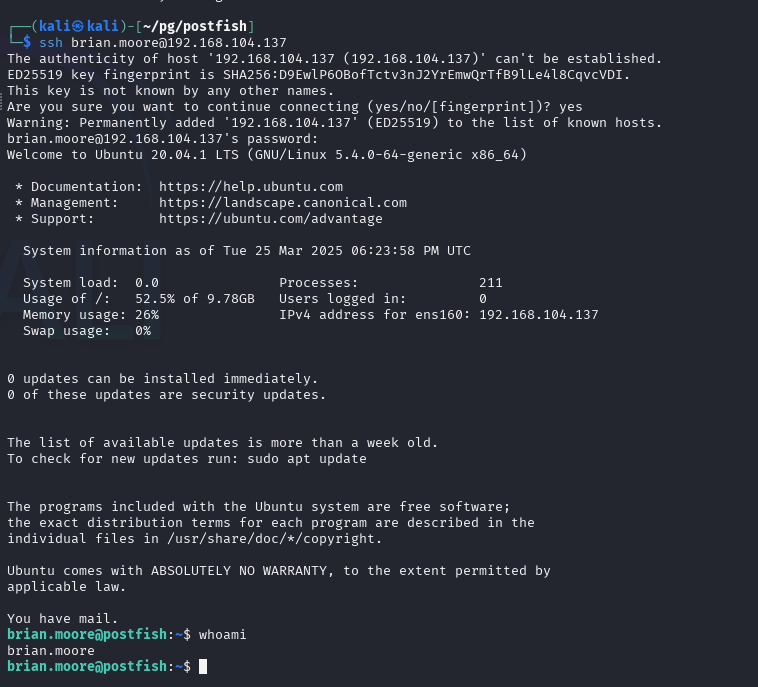 ┌──(kali㉿kali)-[~/pg/postfish]
└─$ ssh brian.moore@192.168.104.137
The authenticity of host '192.168.104.137 (192.168.104.137)' can't be established.
ED25519 key fingerprint is SHA256:D9EwlP6OBofTctv3nJ2YrEmwQrTfB9lLe4l8CqvcVDI.
This key is not known by any other names.
Are you sure you want to continue connecting (yes/no/[fingerprint])? yes
Warning: Permanently added '192.168.104.137' (ED25519) to the list of known hosts.
brian.moore@192.168.104.137's password:
Welcome to Ubuntu 20.04.1 LTS (GNU/Linux 5.4.0-64-generic x86_64)

 * Documentation:  https://help.ubuntu.com
 * Management:     https://landscape.canonical.com
 * Support:        https://ubuntu.com/advantage

  System information as of Tue 25 Mar 2025 06:23:58 PM UTC

  System load:  0.0               Processes:               211
  Usage of /:   52.5% of 9.78GB   Users logged in:         0
  Memory usage: 26%               IPv4 address for ens160: 192.168.104.137
  Swap usage:   0%


0 updates can be installed immediately.
0 of these updates are security updates.


The list of available updates is more than a week old.
To check for new updates run: sudo apt update


The programs included with the Ubuntu system are free software;
the exact distribution terms for each program are described in the
individual files in /usr/share/doc/*/copyright.

Ubuntu comes with ABSOLUTELY NO WARRANTY, to the extent permitted by
applicable law.

You have mail.
brian.moore@postfish:~$ whoami
brian.moore
brian.moore@postfish:~$